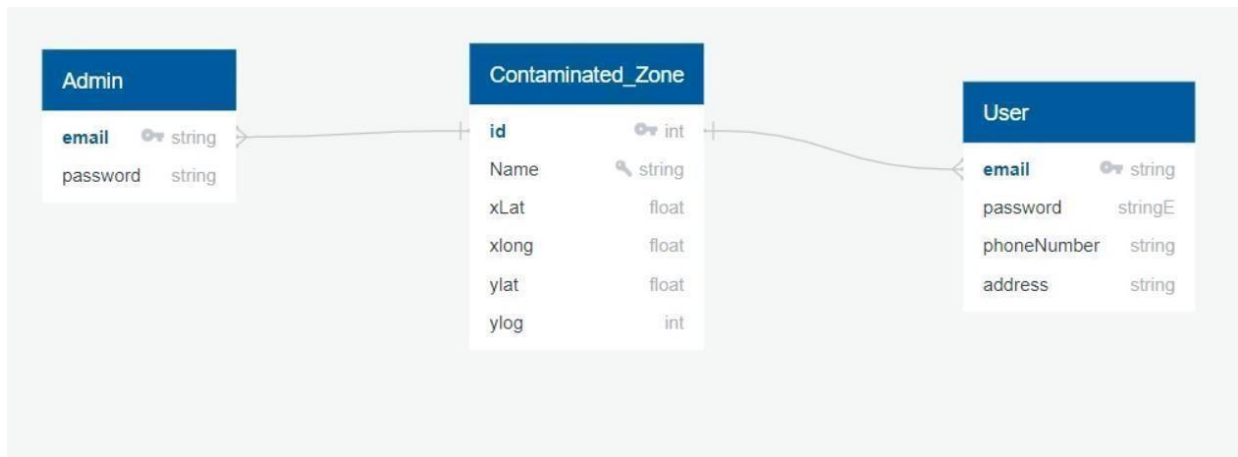 Admin
email string
password string
Contaminated_Zone
id int
Name string
xLat float
xlong float
ylat float
ylog int
User
email string
password stringE
phoneNumber string
address string